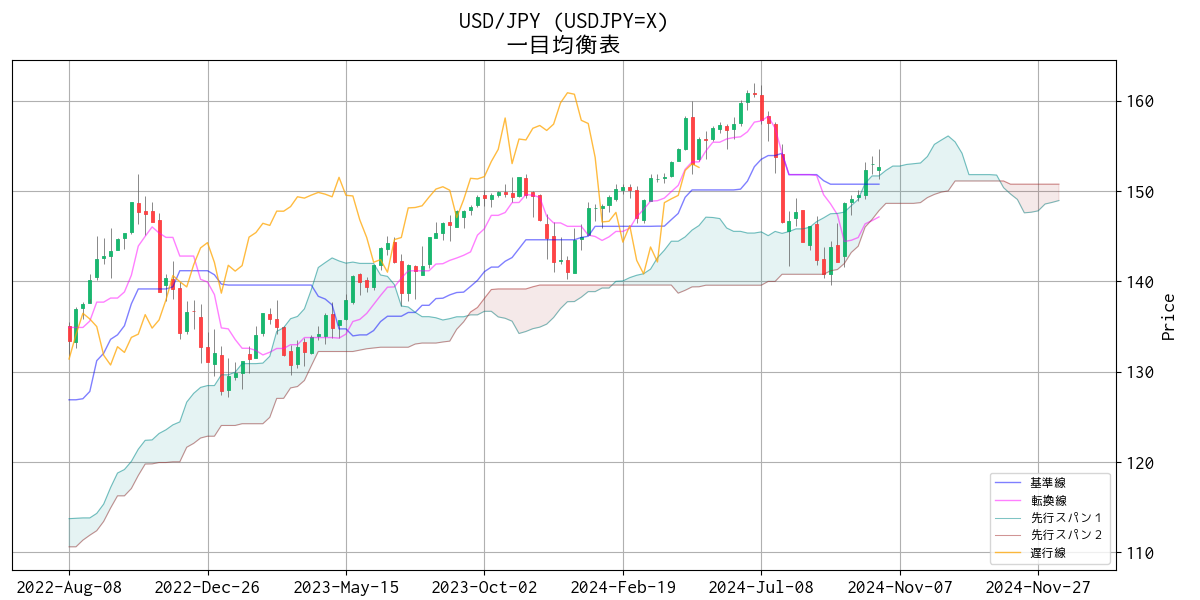 USD/JPY (USDJPY=X)
一目均衡表
160
150
140
130
120
110
Price
基準線
転換線
先行スパン１
先行スパン２
遅行線
2022-Aug-08 2022-Dec-26 2023-May-15 2023-Oct-02 2024-Feb-19 2024-Jul-08 2024-Nov-07 2024-Nov-27